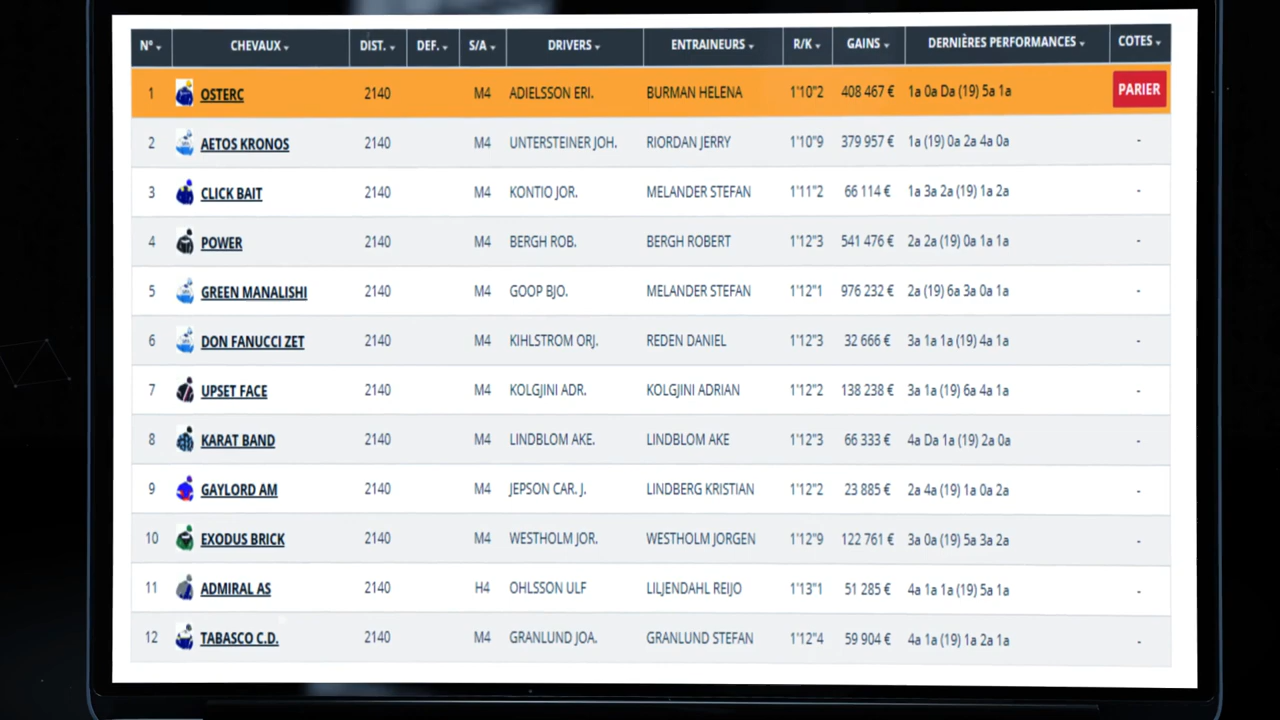 N° CHEVAUX DIST. DEF. S/A DRIVERS ENTRAINEURS R/K GAINS DERNIÈRES PERFORMANCES COTES
1 OSTERC 2140 M4 ADIELSSON ERI. BURMAN HELENA 1'10"2 408 467 € 1a 0a Da (19) 5a 1a PARIER
2 AETOS KRONOS 2140 M4 UNTERSTEINER JOH. RIORDAN JERRY 1'10"9 379 957 € 1a (19) 0a 2a 4a 0a -
3 CLICK BAIT 2140 M4 KONTIO JOR. MELANDER STEFAN 1'11"2 66 114 € 1a 3a 2a (19) 1a 2a -
4 POWER 2140 M4 BERGH ROB. BERGH ROBERT 1'12"3 541 476 € 2a 2a (19) 0a 1a 1a -
5 GREEN MANALISHI 2140 M4 GOOP BJO. MELANDER STEFAN 1'12"1 976 232 € 2a (19) 6a 3a 0a 1a -
6 DON FANUCCI ZET 2140 M4 KIHLSTROM ORJ. REDEN DANIEL 1'12"3 32 666 € 3a 1a 1a (19) 4a 1a -
7 UPSET FACE 2140 M4 KOLGJINI ADR. KOLGJINI ADRIAN 1'12"2 138 238 € 3a 1a (19) 6a 4a 1a -
8 KARAT BAND 2140 M4 LINDBLOM AKE. LINDBLOM AKE 1'12"3 66 333 € 4a Da 1a (19) 2a 0a -
9 GAYLORD AM 2140 M4 JEPSON CAR. J. LINDBERG KRISTIAN 1'12"2 23 885 € 2a 4a (19) 1a 0a 2a -
10 EXODUS BRICK 2140 M4 WESTHOLM JOR. WESTHOLM JORGEN 1'12"9 122 761 € 3a 0a (19) 5a 3a 2a -
11 ADMIRAL AS 2140 H4 OHLSSON ULF LILJENDAHL REIJO 1'13"1 51 285 € 4a 1a 1a (19) 5a 1a -
12 TABASCO C.D. 2140 M4 GRANLUND JOA. GRANLUND STEFAN 1'12"4 59 904 € 4a 1a (19) 1a 2a 1a -